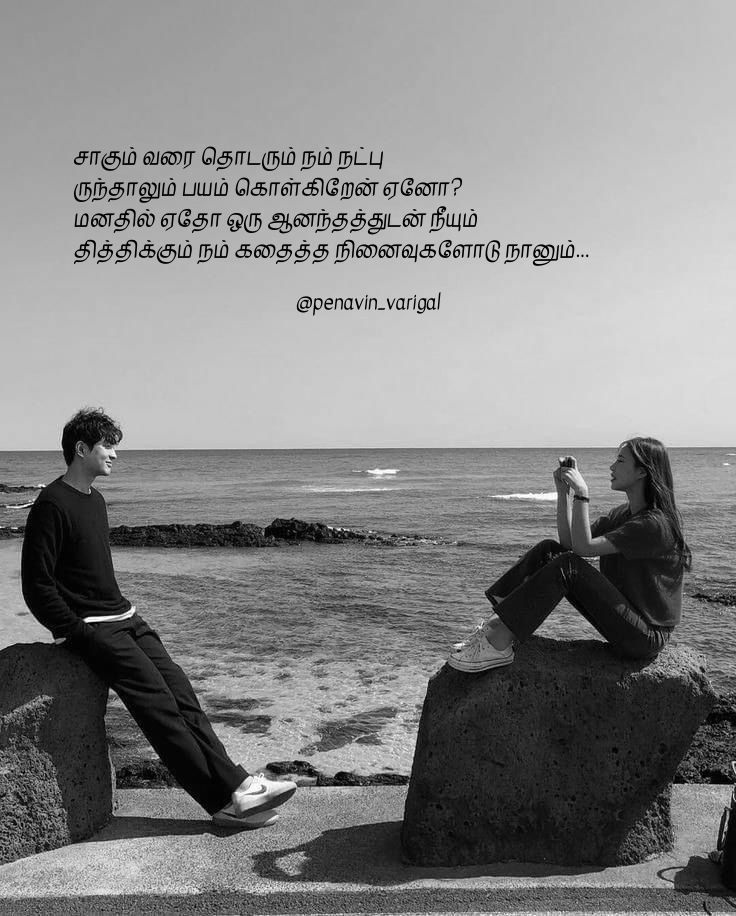 சாகும் வரை தொடரும் நம் நட்பு
ருந்தாலும் பயம் கொள்கிறேன் ஏனோ?
மனதில் ஏதோ ஒரு ஆனந்தத்துடன் நீயும்
தித்திக்கும் நம் கதைத்த நினைவுகளோடு நானும்...
@penavin_varigal